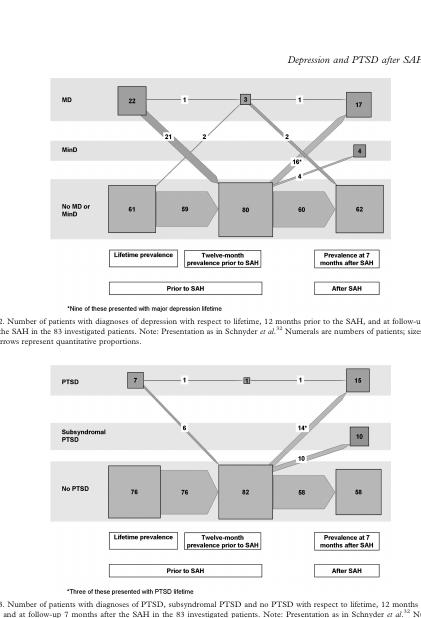 Depression and PTSD after SAH
MD
22
1
3
1
17
21
2
2
MinD
16*
4
4
No MD or
MinD
61
59
80
60
62
Lifetime prevalence
Twelve-month
prevalence prior to SAH
Prevalence at 7
months after SAH
Prior to SAH
After SAH
*Nine of these presented with major depression lifetime
2. Number of patients with diagnoses of depression with respect to lifetime, 12 months prior to the SAH, and at follow-u
the SAH in the 83 investigated patients. Note: Presentation as in Schnyder et al.32 Numerals are numbers of patients; sizes
rrows represent quantitative proportions.
PTSD
7
1
1
1
15
6
14*
Subsyndromal
PTSD
10
10
No PTSD
76
76
82
58
58
Lifetime prevalence
Twelve-month
prevalence prior to SAH
Prevalence at 7
months after SAH
Prior to SAH
After SAH
*Three of these presented with PTSD lifetime
3. Number of patients with diagnoses of PTSD, subsyndromal PTSD and no PTSD with respect to lifetime, 12 months
and at follow-up 7 months after the SAH in the 83 investigated patients. Note: Presentation as in Schnyder et al.32 Nu